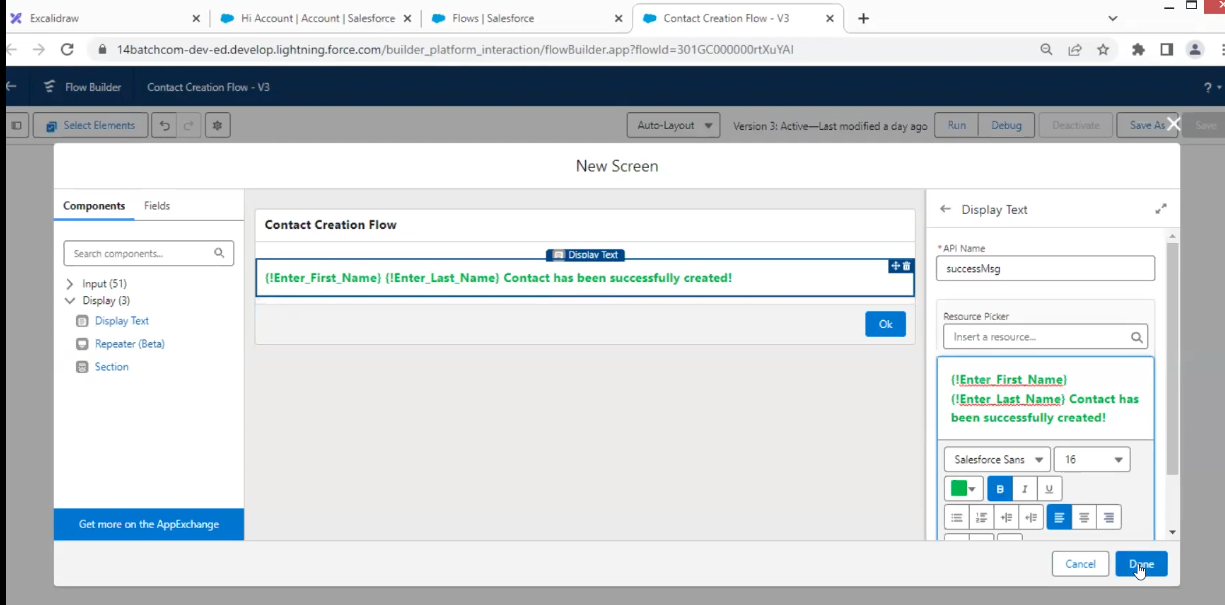 Excalidraw
Hi Account | Account | Salesforce
Flows | Salesforce
Contact Creation Flow - V3
14batchcom-dev-ed.develop.lightning.force.com/builder_platform_interaction/flowBuilder.app?flowId=301GC000000rtXuYAI
Flow Builder
Contact Creation Flow - V3
?
Select Elements
Auto-Layout
Version 3: Active—Last modified a day ago
Run
Debug
Deactivate
Save As
Save
New Screen
Components
Fields
Search components...
Input (51)
Display (3)
Display Text
Repeater (Beta)
Section
Get more on the AppExchange
Contact Creation Flow
Display Text
{!Enter_First_Name} {!Enter_Last_Name} Contact has been successfully created!
Ok
Display Text
*API Name
successMsg
Resource Picker
Insert a resource...
{!Enter_First_Name}
{!Enter_Last_Name} Contact has
been successfully created!
Salesforce Sans
16
B
I
U
Cancel
Done